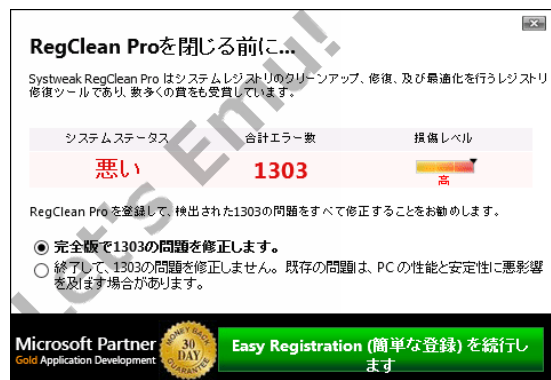 RegClean Proを閉じる前に...
Systweak RegClean Pro はシステムレジストリのクリーンアップ、修復、及び最適化を行うレジストリ
修復ツールであり、数多くの賞をも受賞しています。
システムステータス 合計エラー数 損傷レベル
悪い 1303 高
RegClean Pro を登録して、検出された1303の問題をすべて修正することをお勧めします。
完全版で1303の問題を修正します。
終了して、1303の問題を修正しません。既存の問題は、PC の性能と安定性に悪影響
を及ぼす場合があります。
Microsoft Partner
Gold Application Development
MONEY BACK
30
DAY
GUARANTEE
Easy Registration (簡単な登録) を続行し
ます
Let's Emu!